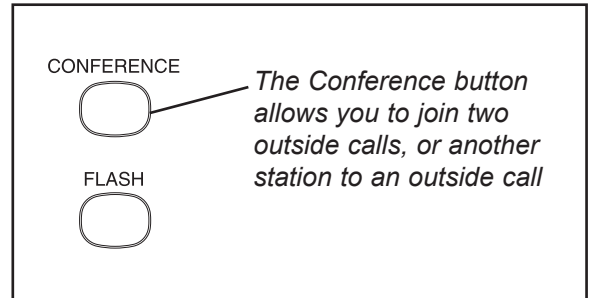 CONFERENCE
The Conference button
allows you to join two
outside calls, or another
station to an outside call
FLASH